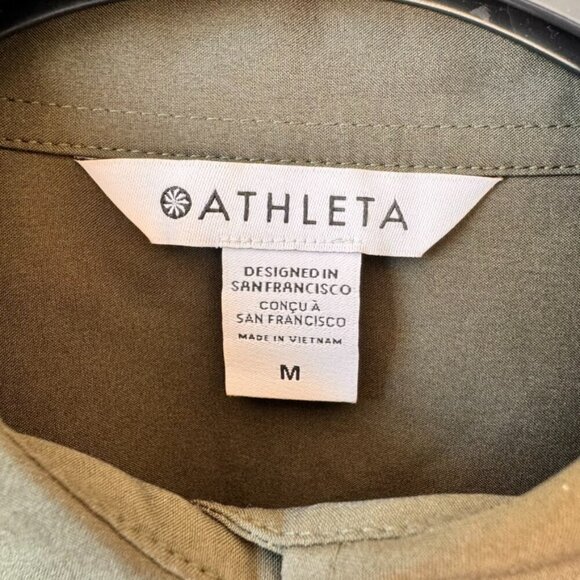 ATHLETA
DESIGNED IN
SAN FRANCISCO
CONÇU À
SAN FRANCISCO
MADE IN VIETNAM
M